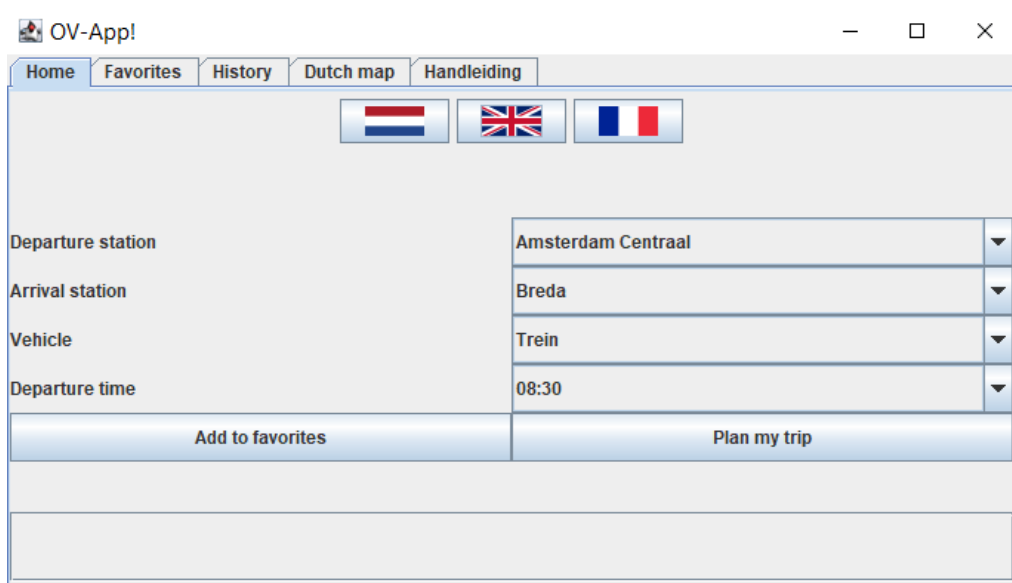 OV-App!
Home Favorites History Dutch map Handleiding
Departure station Amsterdam Centraal
Arrival station Breda
Vehicle Trein
Departure time 08:30
Add to favorites Plan my trip